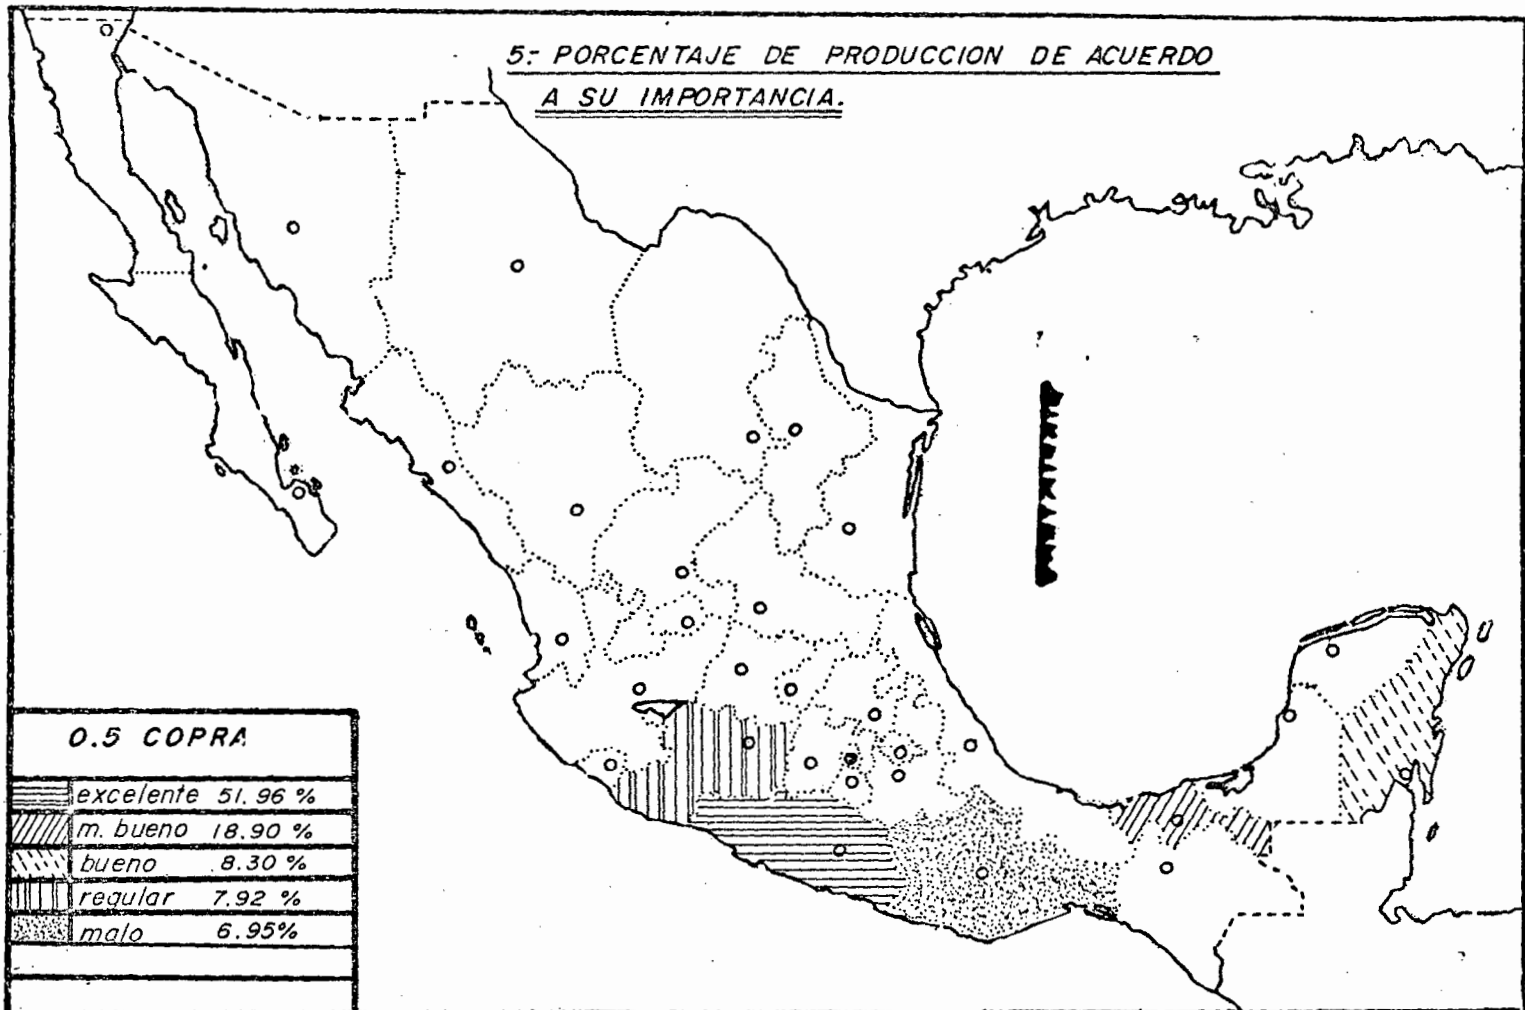 5.- PORCENTAJE DE PRODUCCION DE ACUERDO
A SU IMPORTANCIA.
0.5 COPRA
excelente 51.96 %
m. bueno 18.90 %
bueno 8.30 %
regular 7.92 %
malo 6.95%